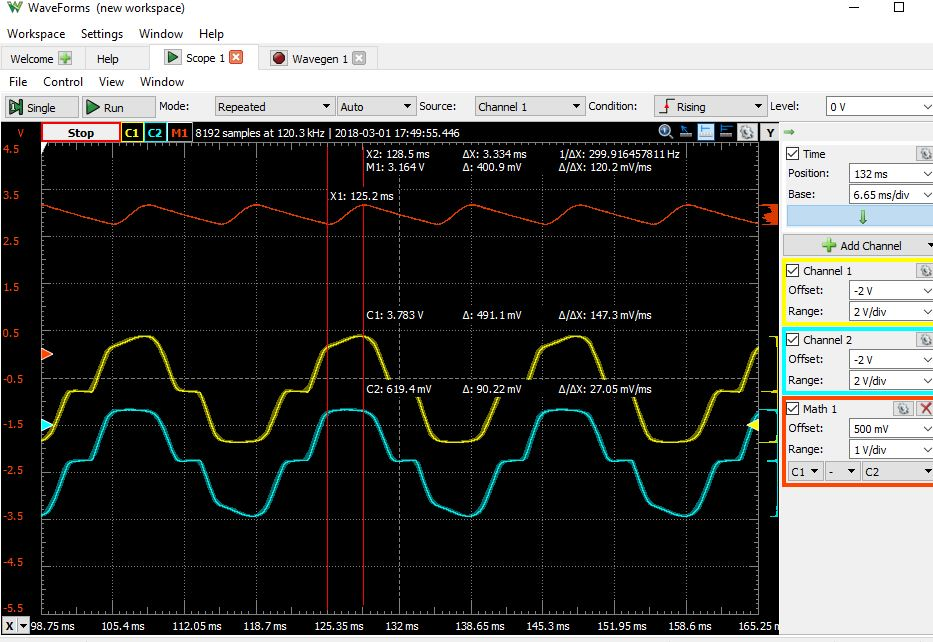 WaveForms (new workspace)
Workspace Settings Window Help
Welcome Help Scope 1 Wavegen 1
File Control View Window
Single Run Mode: Repeated Auto Source: Channel 1 Condition: Rising Level: 0 V
V Stop C1 C2 M1 8192 samples at 120.3 kHz | 2018-03-01 17:49:55.446 Y
4.5
X2: 128.5 ms ΔX: 3.334 ms 1/ΔX: 299.916457811 Hz
M1: 3.164 V Δ: 400.9 mV Δ/ΔX: 120.2 mV/ms
X1: 125.2 ms
3.5
2.5
1.5
C1: 3.783 V Δ: 491.1 mV Δ/ΔX: 147.3 mV/ms
0.5
-0.5
C2: 619.4 mV Δ: 90.22 mV Δ/ΔX: 27.05 mV/ms
-1.5
-2.5
-3.5
-4.5
-5.5
X 98.75 ms 105.4 ms 112.05 ms 118.7 ms 125.35 ms 132 ms 138.65 ms 145.3 ms 151.95 ms 158.6 ms 165.25 
Time
Position: 132 ms
Base: 6.65 ms/div
Add Channel
Channel 1
Offset: -2 V
Range: 2 V/div
Channel 2
Offset: -2 V
Range: 2 V/div
Math 1
Offset: 500 mV
Range: 1 V/div
C1 - C2